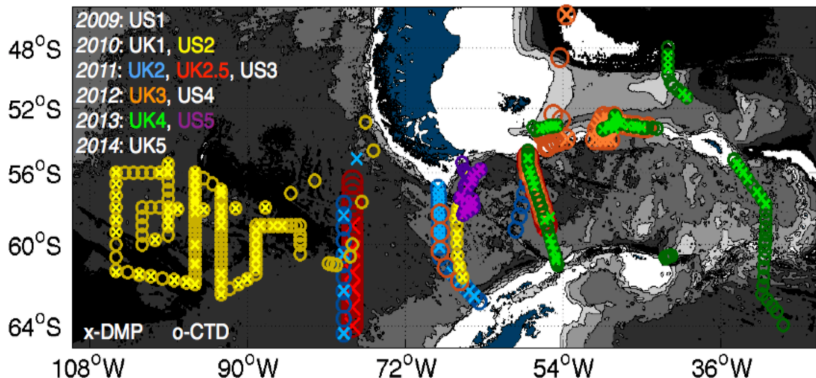 48°S
52°S
56°S
60°S
64°S
2009: US1
2010: UK1, US2
2011: UK2, UK2.5, US3
2012: UK3, US4
2013: UK4, US5
2014: UK5
x-DMP o-CTD
108°W 90°W 72°W 54°W 36°W